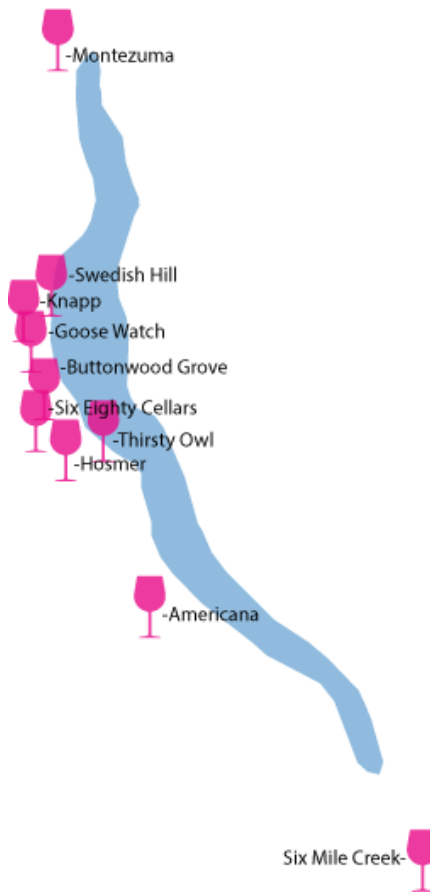 -Montezuma
-Swedish Hill
-Knapp
-Goose Watch
-Buttonwood Grove
-Six Eighty Cellars
-Thirsty Owl
-Hosmer
-Americana
Six Mile Creek-